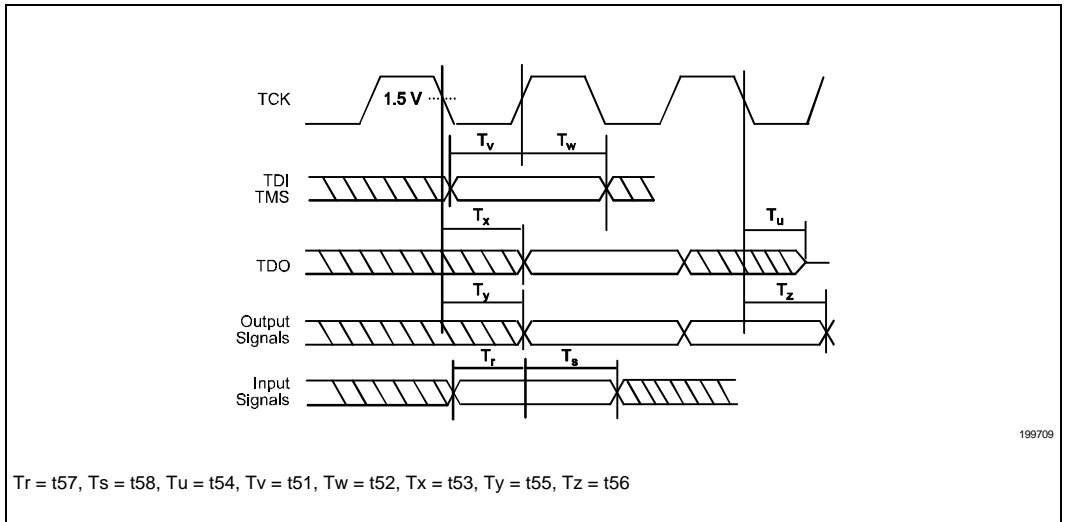 TCK
1.5 V
Tv
Tw
TDI
TMS
Tx
Tu
TDO
Ty
Tz
Output
Signals
Tr
Ts
Input
Signals
199709
Tr = t57, Ts = t58, Tu = t54, Tv = t51, Tw = t52, Tx = t53, Ty = t55, Tz = t56